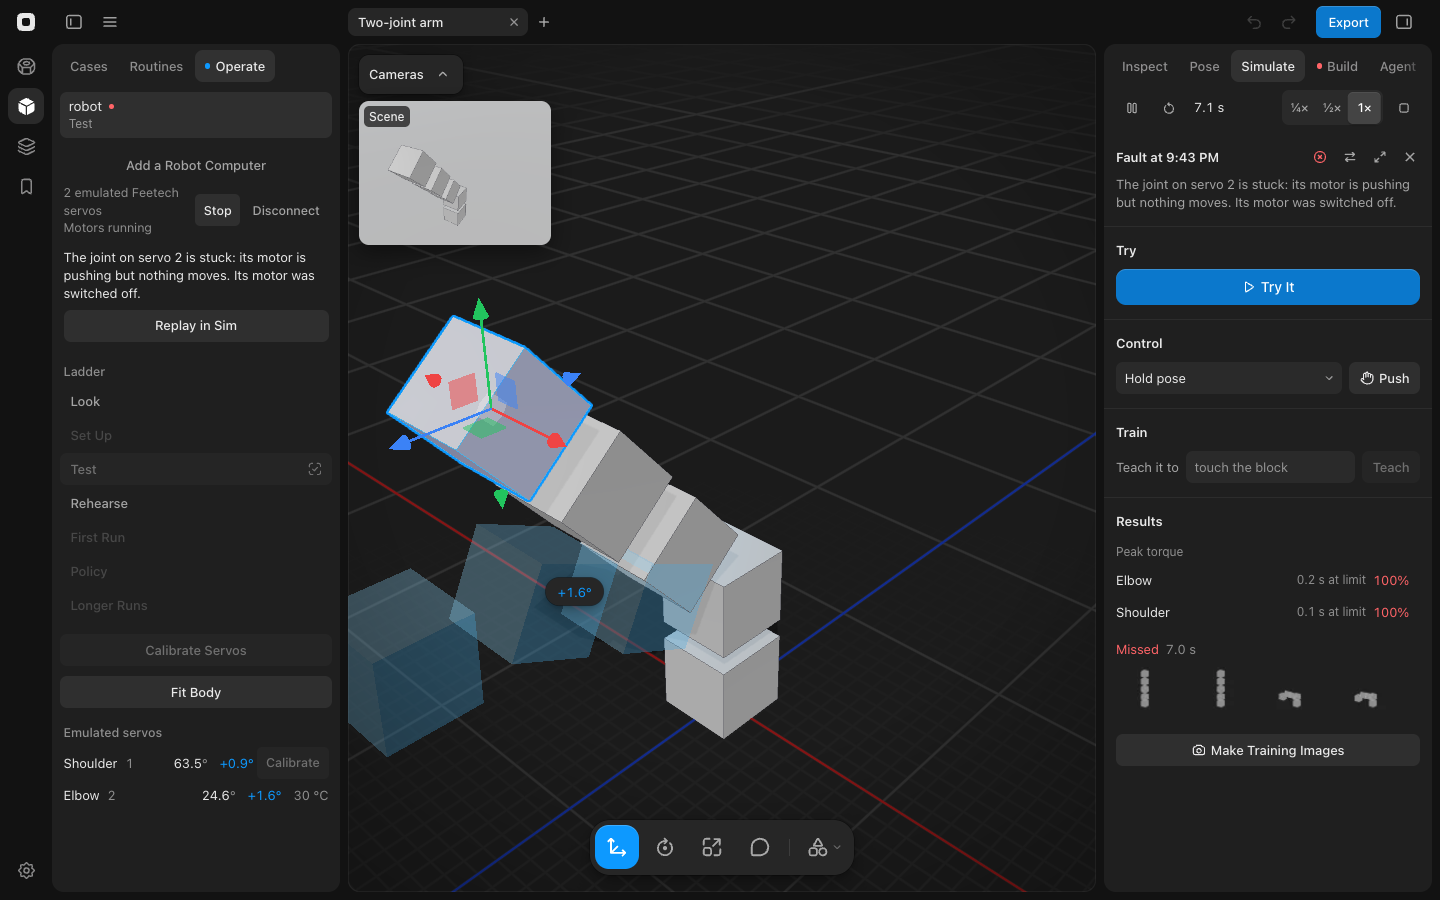 Two-joint arm
Export
Cases Routines Operate
robot
Test
Add a Robot Computer
2 emulated Feetech
servos
Motors running
Stop Disconnect
The joint on servo 2 is stuck: its motor is
pushing but nothing moves. Its motor was
switched off.
Replay in Sim
Ladder
Look
Set Up
Test
Rehearse
First Run
Policy
Longer Runs
Calibrate Servos
Fit Body
Emulated servos
Shoulder 1 63.5° +0.9° Calibrate
Elbow 2 24.6° +1.6° 30 °C
Cameras
Scene
+1.6°
Inspect Pose Simulate Build Agent
7.1 s ¼× ½× 1×
Fault at 9:43 PM
The joint on servo 2 is stuck: its motor is pushing
but nothing moves. Its motor was switched off.
Try
Try It
Control
Hold pose Push
Train
Teach it to touch the block Teach
Results
Peak torque
Elbow 0.2 s at limit 100%
Shoulder 0.1 s at limit 100%
Missed 7.0 s
Make Training Images